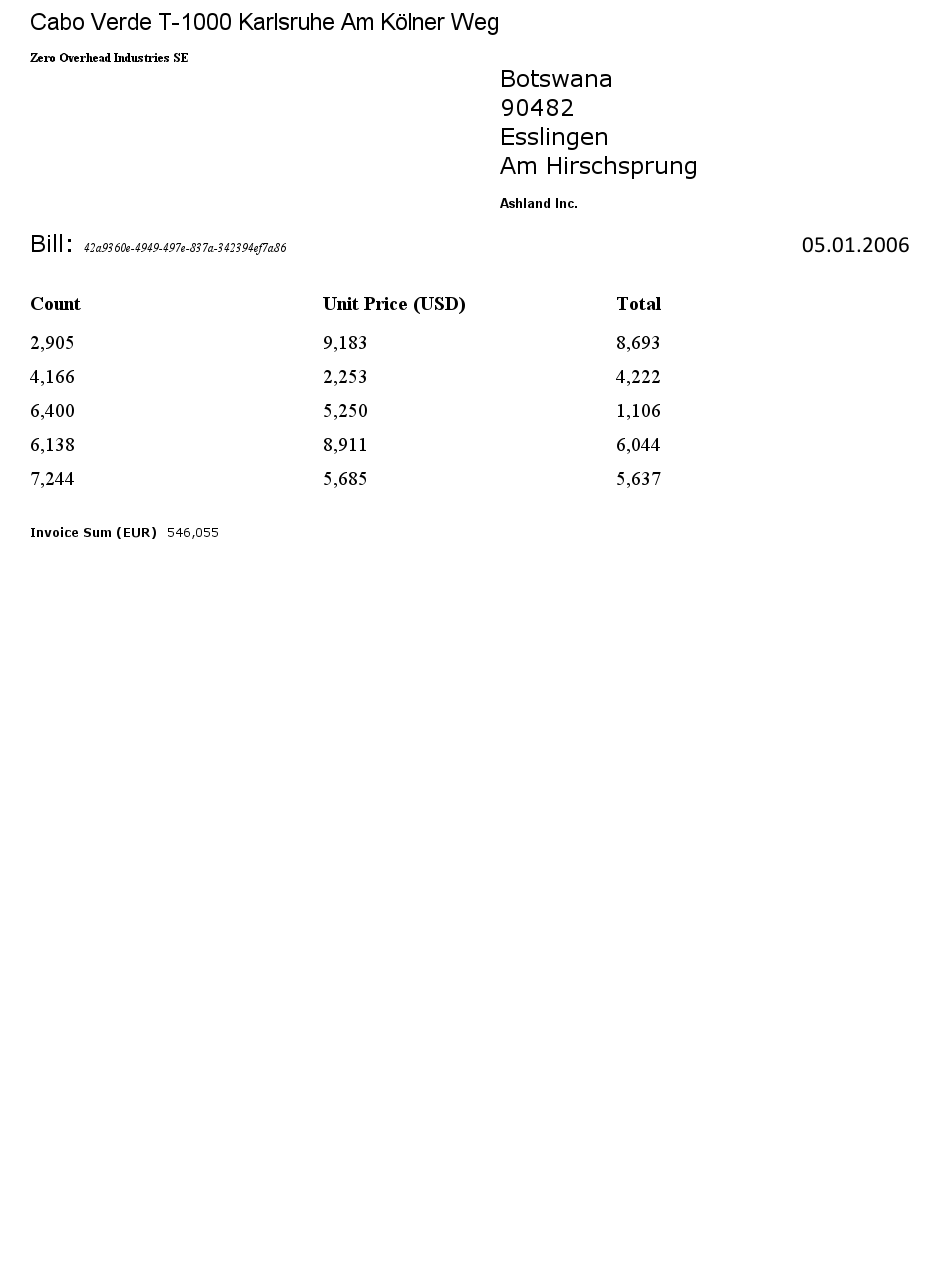 Cabo Verde T-1000 Karlsruhe Am Kölner Weg
Zero Overhead Industries SE
Botswana
90482
Esslingen
Am Hirschsprung
Ashland Inc.
Bill: 42a9360e-4949-497e-837a-342394ef7a86 05.01.2006
Count Unit Price (USD) Total
2,905 9,183 8,693
4,166 2,253 4,222
6,400 5,250 1,106
6,138 8,911 6,044
7,244 5,685 5,637
Invoice Sum (EUR) 546,055